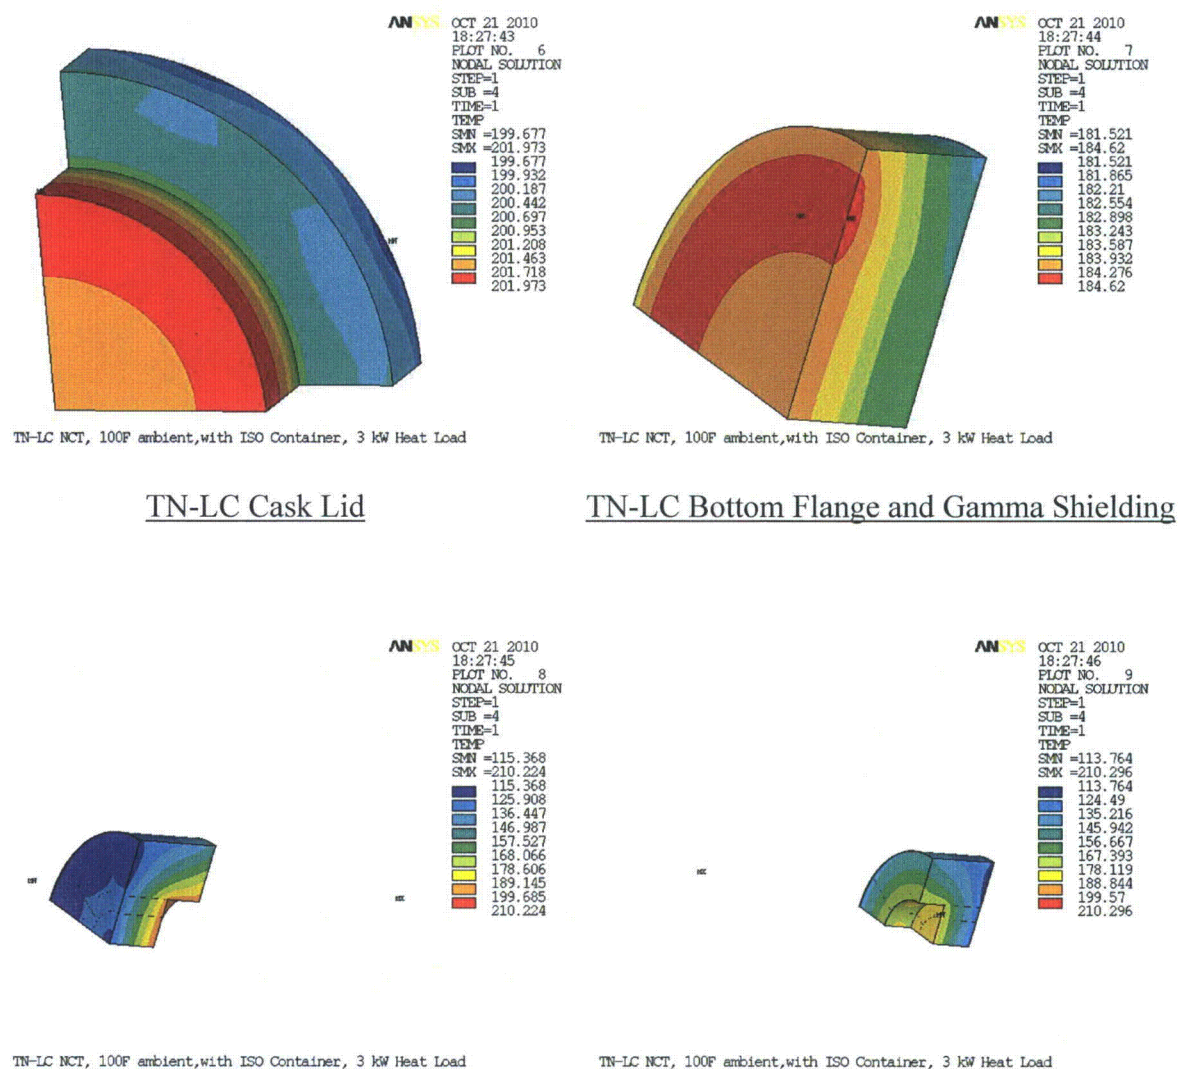 ANSYS
OCT 21 2010
18:27:43
PLOT NO. 6
NODAL SOLUTION
STEP=1
SUB =4
TIME=1
TEMP
SMN =199.677
SMX =201.973
199.677
199.932
200.187
200.442
200.697
200.953
201.208
201.463
201.718
201.973
TN-LC NCT, 100F ambient,with ISO Container, 3 kW Heat Load
TN-LC Cask Lid
ANSYS
OCT 21 2010
18:27:44
PLOT NO. 7
NODAL SOLUTION
STEP=1
SUB =4
TIME=1
TEMP
SMN =181.521
SMX =184.62
181.521
181.865
182.21
182.554
182.898
183.243
183.587
183.932
184.276
184.62
TN-LC NCT, 100F ambient,with ISO Container, 3 kW Heat Load
TN-LC Bottom Flange and Gamma Shielding
ANSYS
OCT 21 2010
18:27:45
PLOT NO. 8
NODAL SOLUTION
STEP=1
SUB =4
TIME=1
TEMP
SMN =115.368
SMX =210.224
115.368
125.908
136.447
146.987
157.527
168.066
178.606
189.145
199.685
210.224
TN-LC NCT, 100F ambient,with ISO Container, 3 kW Heat Load
ANSYS
OCT 21 2010
18:27:46
PLOT NO. 9
NODAL SOLUTION
STEP=1
SUB =4
TIME=1
TEMP
SMN =113.764
SMX =210.296
113.764
124.49
135.216
145.942
156.667
167.393
178.119
188.844
199.57
210.296
TN-LC NCT, 100F ambient,with ISO Container, 3 kW Heat Load